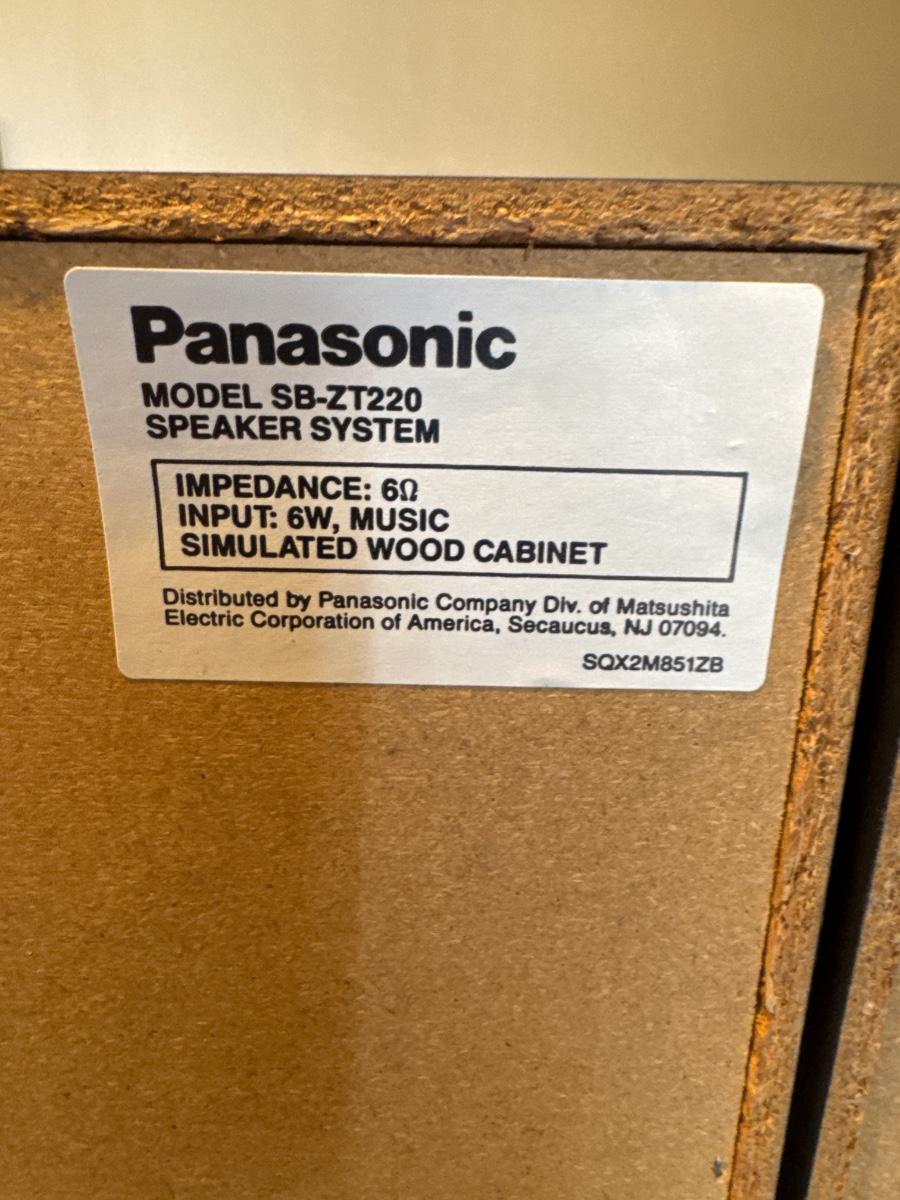 Panasonic
MODEL SB-ZT220
SPEAKER SYSTEM
IMPEDANCE: 6Ω
INPUT: 6W, MUSIC
SIMULATED WOOD CABINET
Distributed by Panasonic Company Div. of Matsushita
Electric Corporation of America, Secaucus, NJ 07094.
SQX2M851ZB